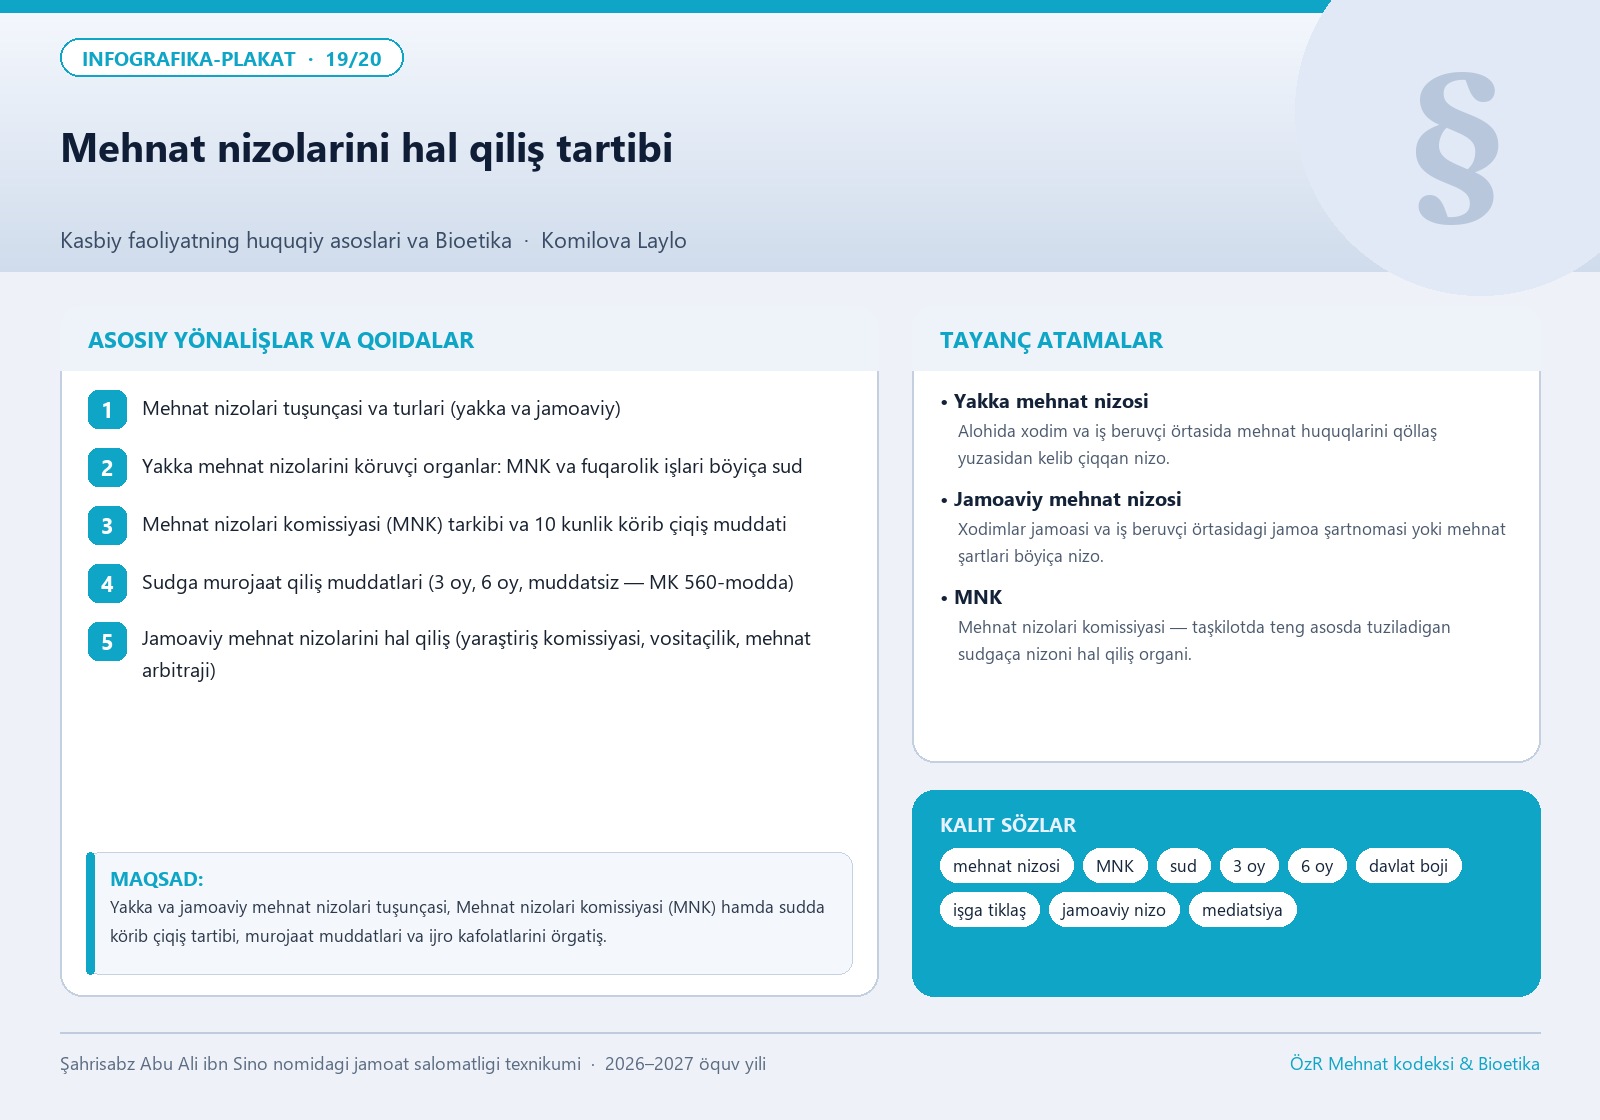 INFOGRAFIKA-PLAKAT · 19/20
§
Mehnat nizolarini hal qiliş tartibi
Kasbiy faoliyatning huquqiy asoslari va Bioetika · Komilova Laylo
ASOSIY YÖNALİŞLAR VA QOIDALAR
1 Mehnat nizolari tuşunçasi va turlari (yakka va jamoaviy)
2 Yakka mehnat nizolarini köruvçi organlar: MNK va fuqarolik işlari böyiça sud
3 Mehnat nizolari komissiyasi (MNK) tarkibi va 10 kunlik körib çiqiş muddati
4 Sudga murojaat qiliş muddatlari (3 oy, 6 oy, muddatsiz — MK 560-modda)
5 Jamoaviy mehnat nizolarini hal qiliş (yaraştiriş komissiyasi, vositaçilik, mehnat
arbitraji)
MAQSAD:
Yakka va jamoaviy mehnat nizolari tuşunçasi, Mehnat nizolari komissiyasi (MNK) hamda sudda
körib çiqiş tartibi, murojaat muddatlari va ijro kafolatlarini örgatiş.
TAYANÇ ATAMALAR
• Yakka mehnat nizosi
Alohida xodim va iş beruvçi örtasida mehnat huquqlarini qöllaş
yuzasidan kelib çiqqan nizo.
• Jamoaviy mehnat nizosi
Xodimlar jamoasi va iş beruvçi örtasidagi jamoa şartnomasi yoki mehnat
şartlari böyiça nizo.
• MNK
Mehnat nizolari komissiyasi — taşkilotda teng asosda tuziladigan
sudgaça nizoni hal qiliş organi.
KALIT SÖZLAR
mehnat nizosi MNK sud 3 oy 6 oy davlat boji
işga tiklaş jamoaviy nizo mediatsiya
Şahrisabz Abu Ali ibn Sino nomidagi jamoat salomatligi texnikumi · 2026–2027 öquv yili
ÖzR Mehnat kodeksi & Bioetika